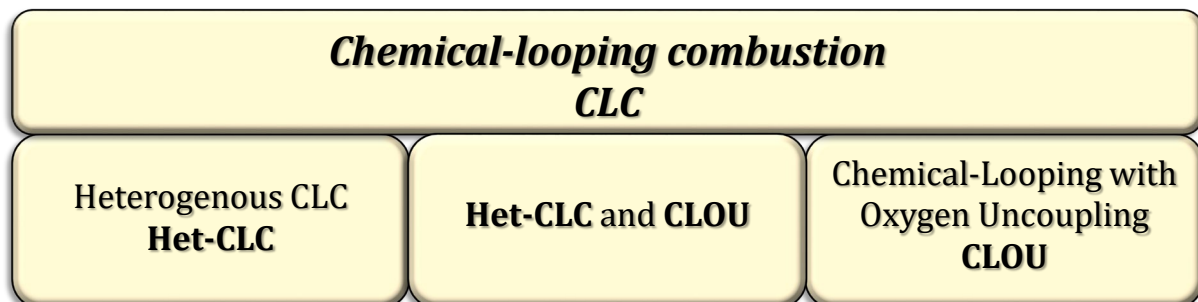 Chemical-looping combustion
CLC
Heterogenous CLC
Het-CLC
Het-CLC and CLOU
Chemical-Looping with
Oxygen Uncoupling
CLOU